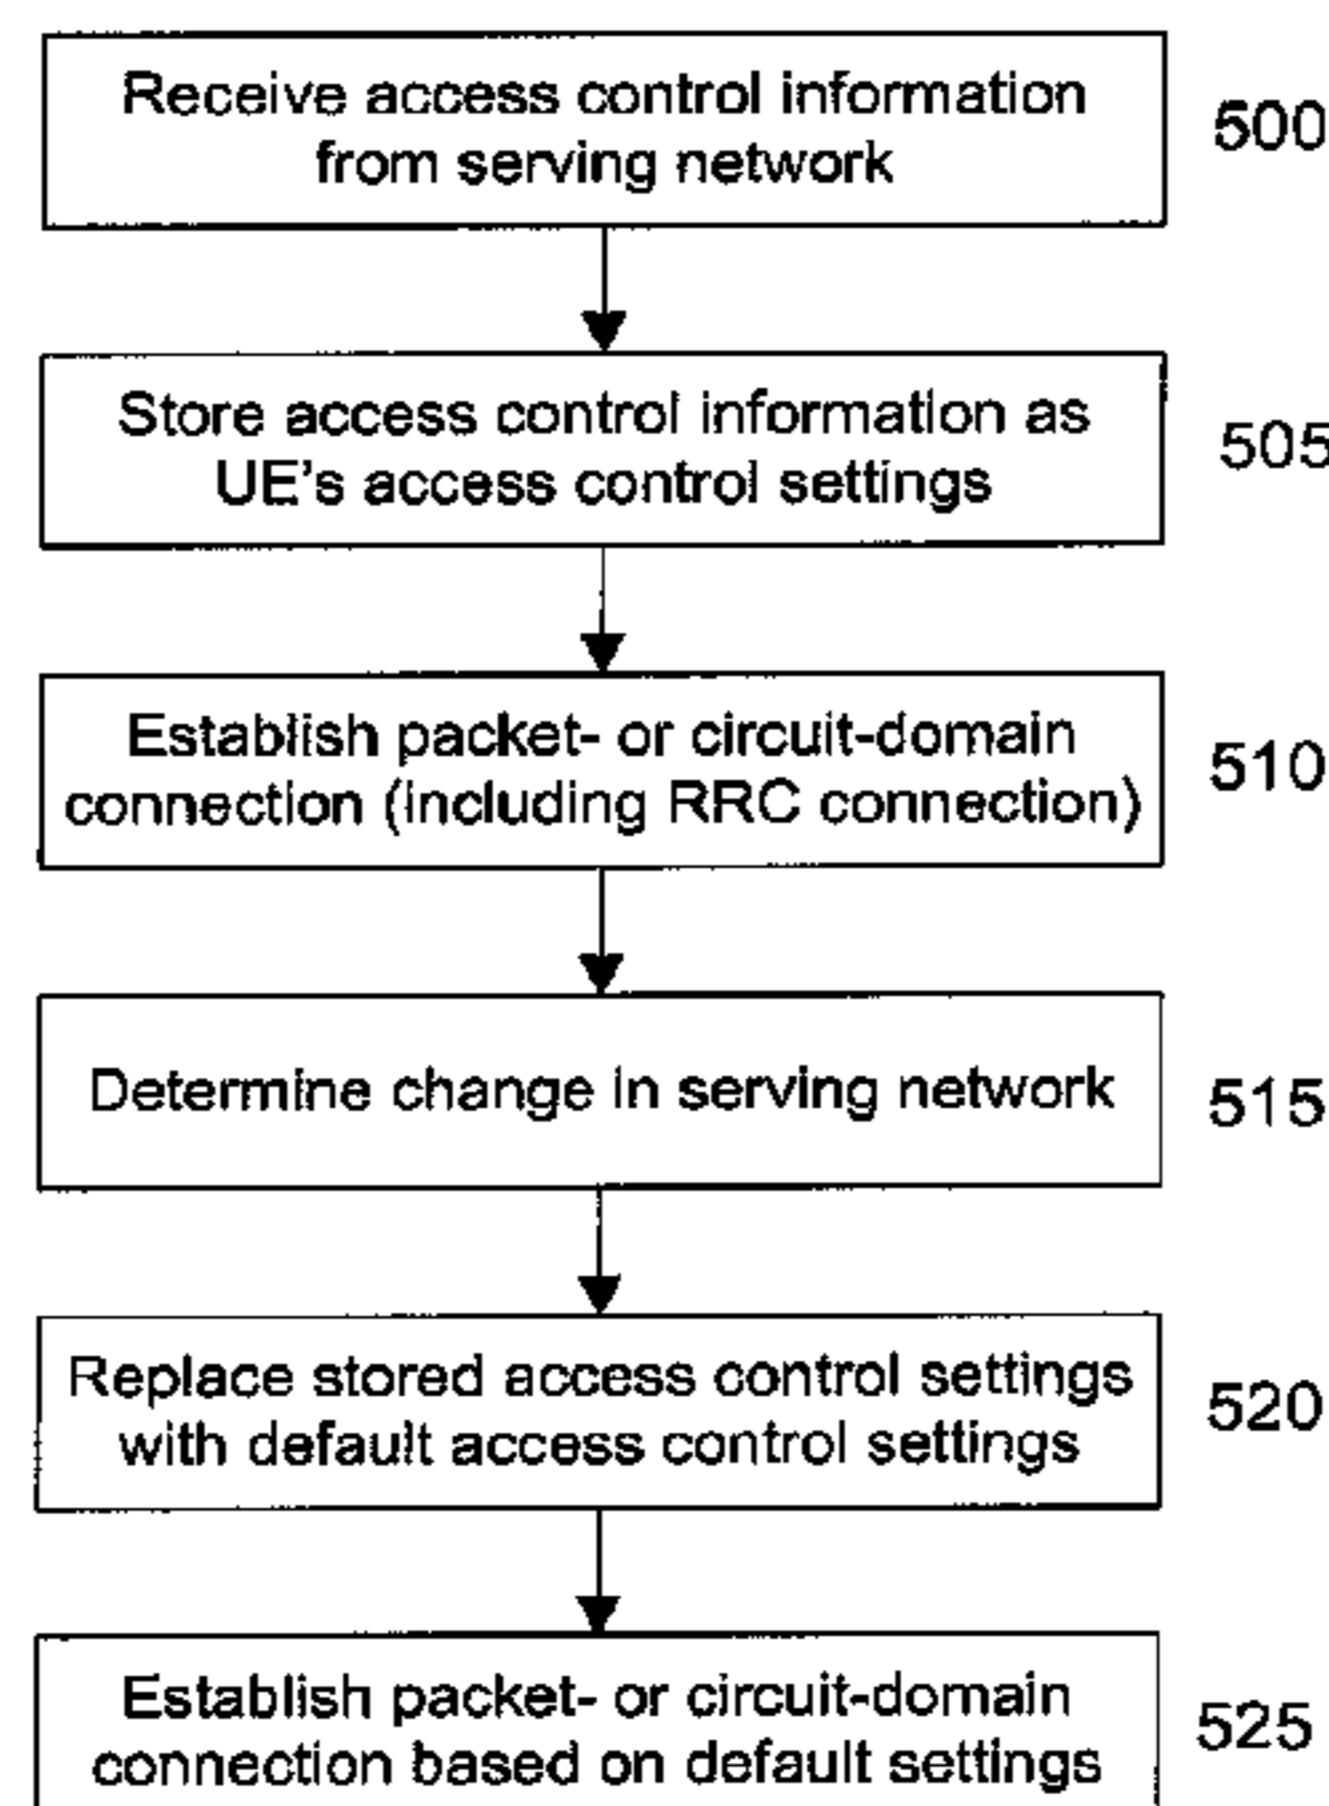 Receive access control information
from serving network
500
Store access control information as
UE's access control settings
505
Establish packet- or circuit-domain
connection (including RRC connection)
510
Determine change in serving network
515
Replace stored access control settings
with default access control settings
520
Establish packet- or circuit-domain
connection based on default settings
525